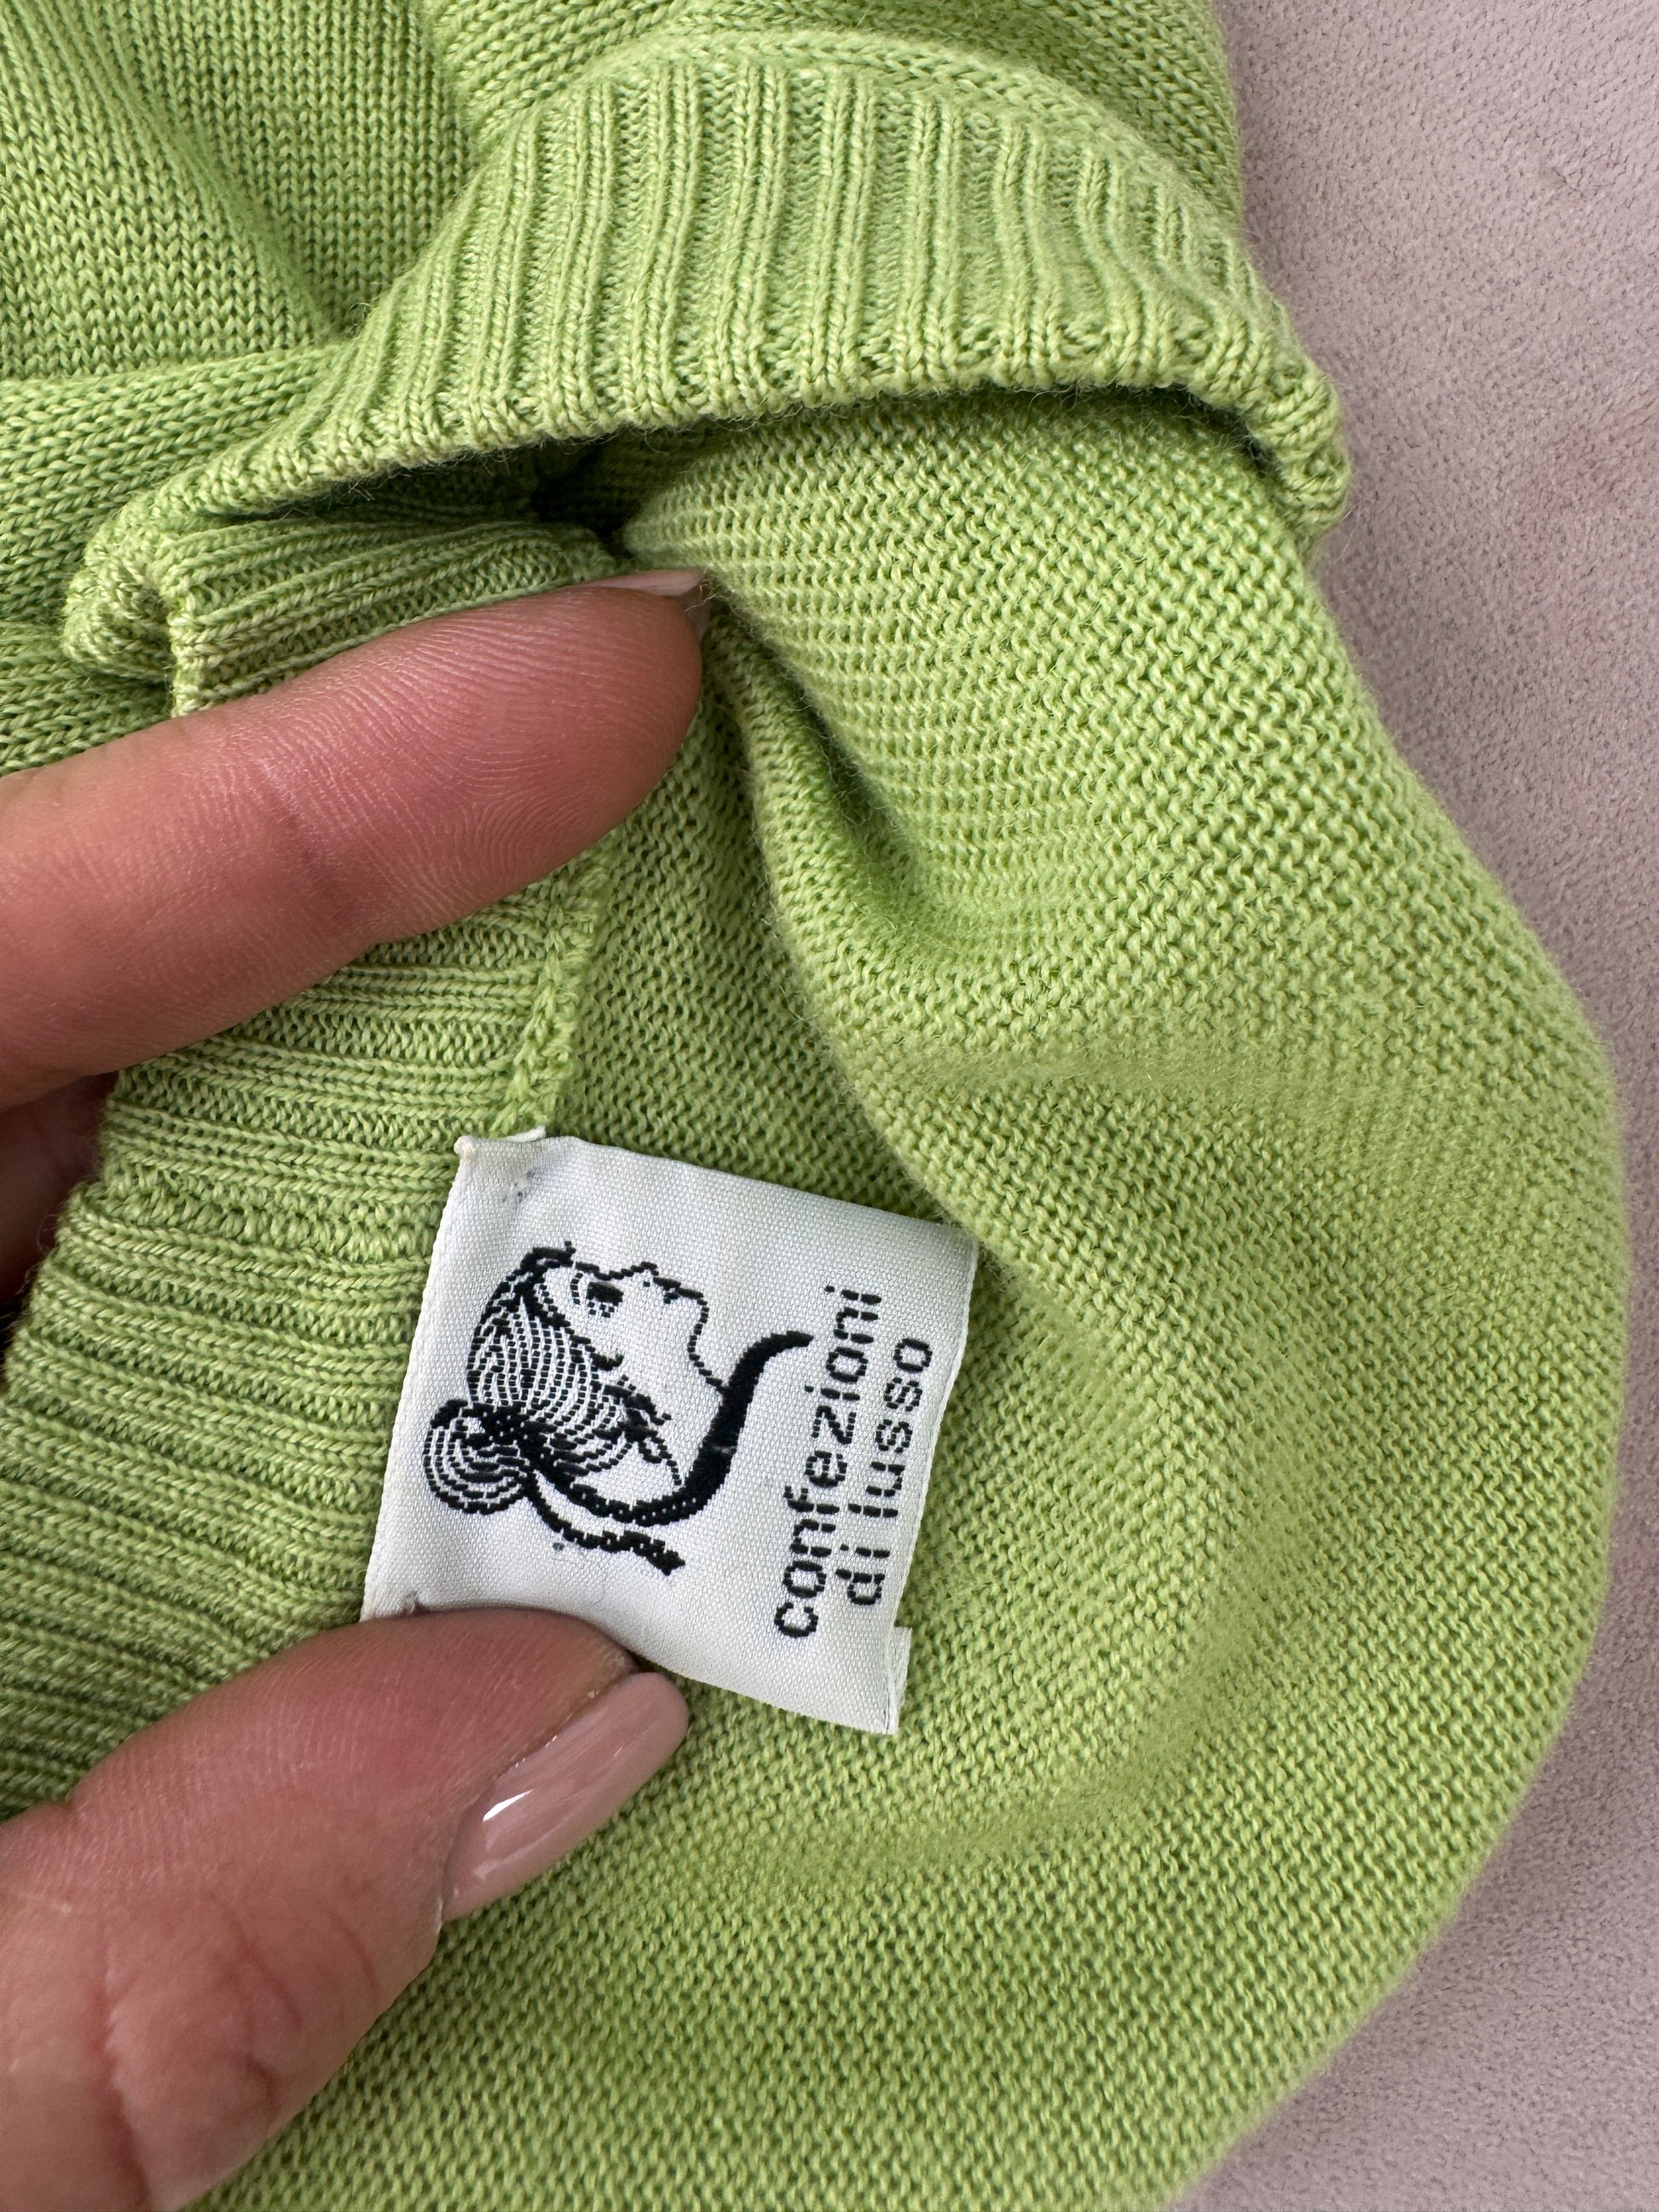 confezioni
di lusso